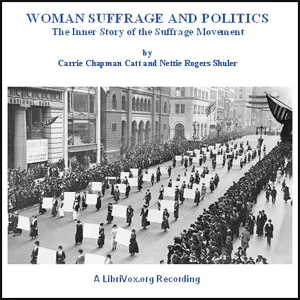 WOMAN SUFFRAGE AND POLITICS
The Inner Story of the Suffrage Movement
by
Carrie Chapman Catt and Nettie Rogers Shuler
A LibriVox.org Recording